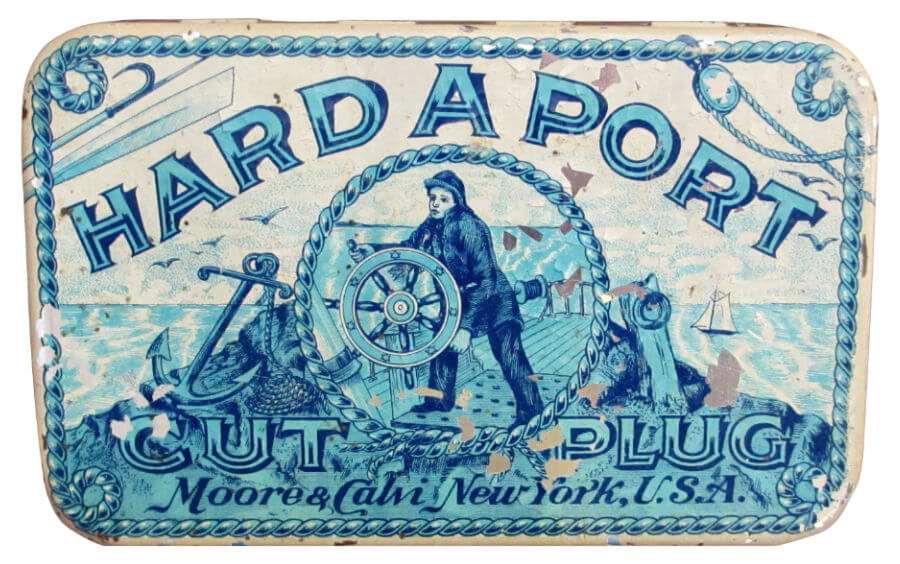 HARD A PORT
CUT PLUG
Moore & Calvi New York, U.S.A.